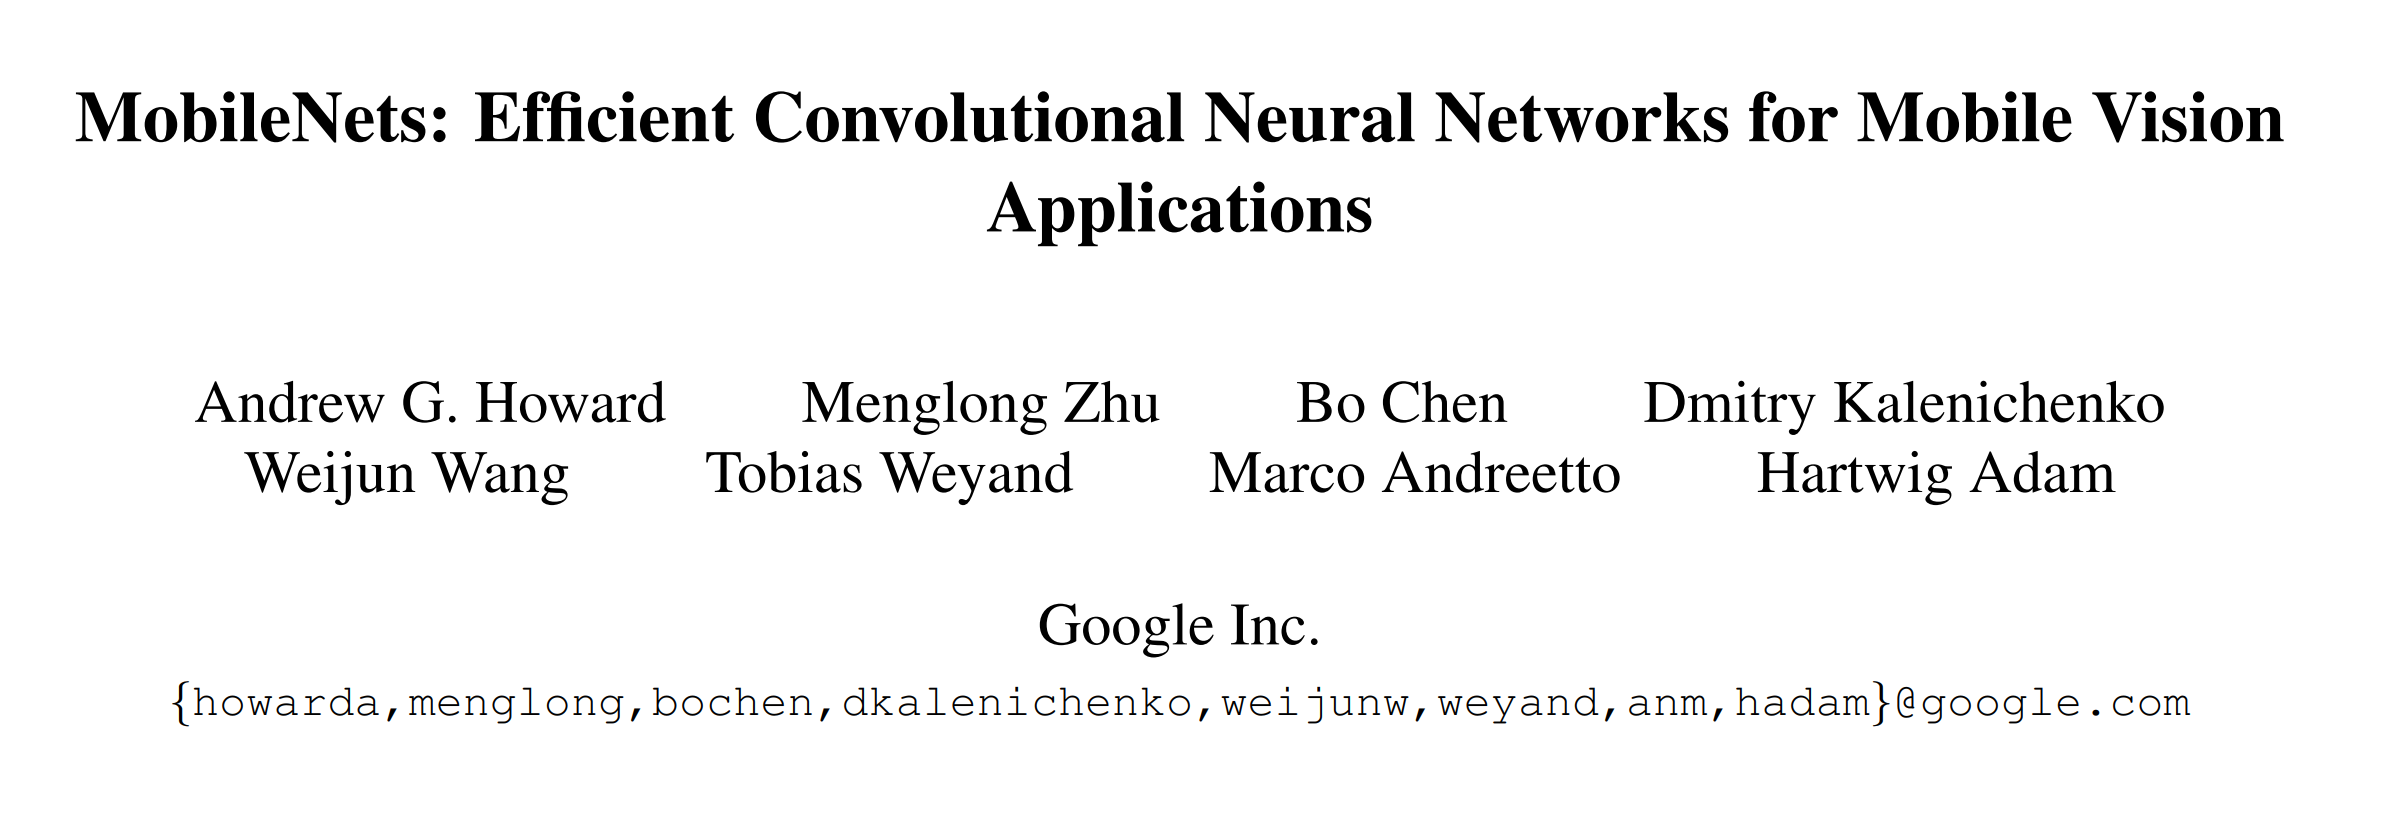 MobileNets: Efficient Convolutional Neural Networks for Mobile Vision
Applications
Andrew G. Howard Menglong Zhu Bo Chen Dmitry Kalenichenko
Weijun Wang Tobias Weyand Marco Andreetto Hartwig Adam
Google Inc.
{howarda,menglong,bochen,dkalenichenko,weijunw,weyand,anm,hadam}@google.com